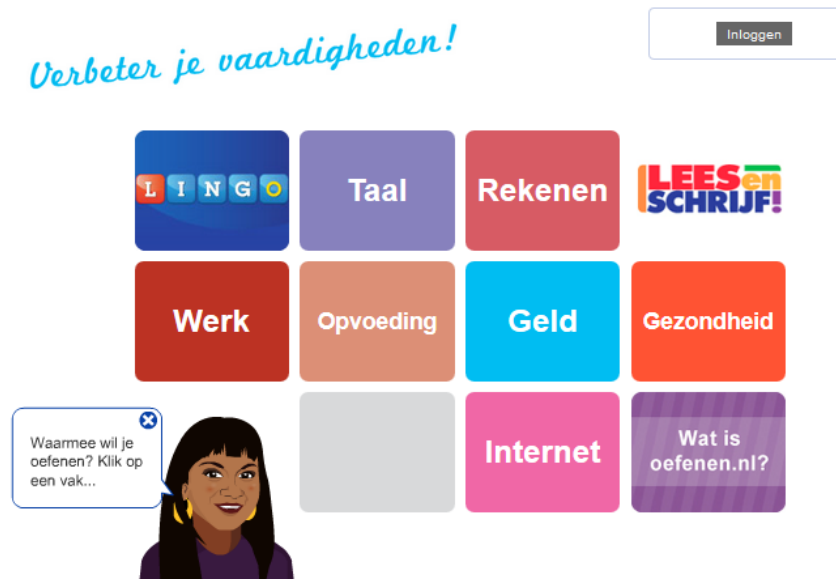 Verbeter je vaardigheden!
Inloggen
LINGO
Taal
Rekenen
LEES en
SCHRIJF!
Werk
Opvoeding
Geld
Gezondheid
Waarmee wil je
oefenen? Klik op
een vak...
Internet
Wat is
oefenen.nl?